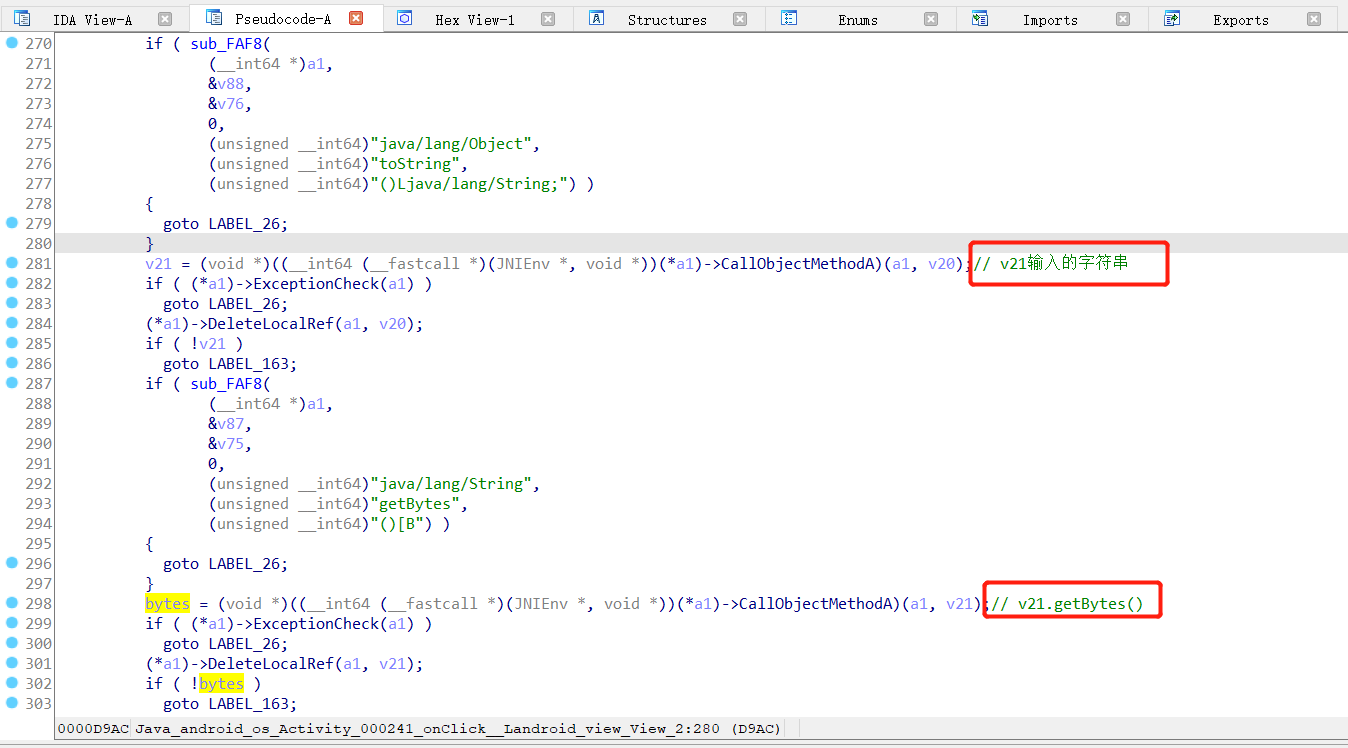 IDA View-A Pseudocode-A Hex View-1 Structures Enums Imports Exports
270 if ( sub_FAF8(
271 (__int64 *)a1,
272 &v88,
273 &v76,
274 0,
275 (unsigned __int64)"java/lang/Object",
276 (unsigned __int64)"toString",
277 (unsigned __int64)"()Ljava/lang/String;") )
278 {
279 goto LABEL_26;
280 }
281 v21 = (void *)((__int64 (__fastcall *)(JNIEnv *, void *))(*a1)->CallObjectMethodA)(a1, v20);// v21输入的字符串
282 if ( (*a1)->ExceptionCheck(a1) )
283 goto LABEL_26;
284 (*a1)->DeleteLocalRef(a1, v20);
285 if ( !v21 )
286 goto LABEL_163;
287 if ( sub_FAF8(
288 (__int64 *)a1,
289 &v87,
290 &v75,
291 0,
292 (unsigned __int64)"java/lang/String",
293 (unsigned __int64)"getBytes",
294 (unsigned __int64)"()[B") )
295 {
296 goto LABEL_26;
297 }
298 bytes = (void *)((__int64 (__fastcall *)(JNIEnv *, void *))(*a1)->CallObjectMethodA)(a1, v21);// v21.getBytes()
299 if ( (*a1)->ExceptionCheck(a1) )
300 goto LABEL_26;
301 (*a1)->DeleteLocalRef(a1, v21);
302 if ( !bytes )
303 goto LABEL_163;
0000D9AC Java_android_os_Activity_000241_onClick__Landroid_view_View_2:280 (D9AC)